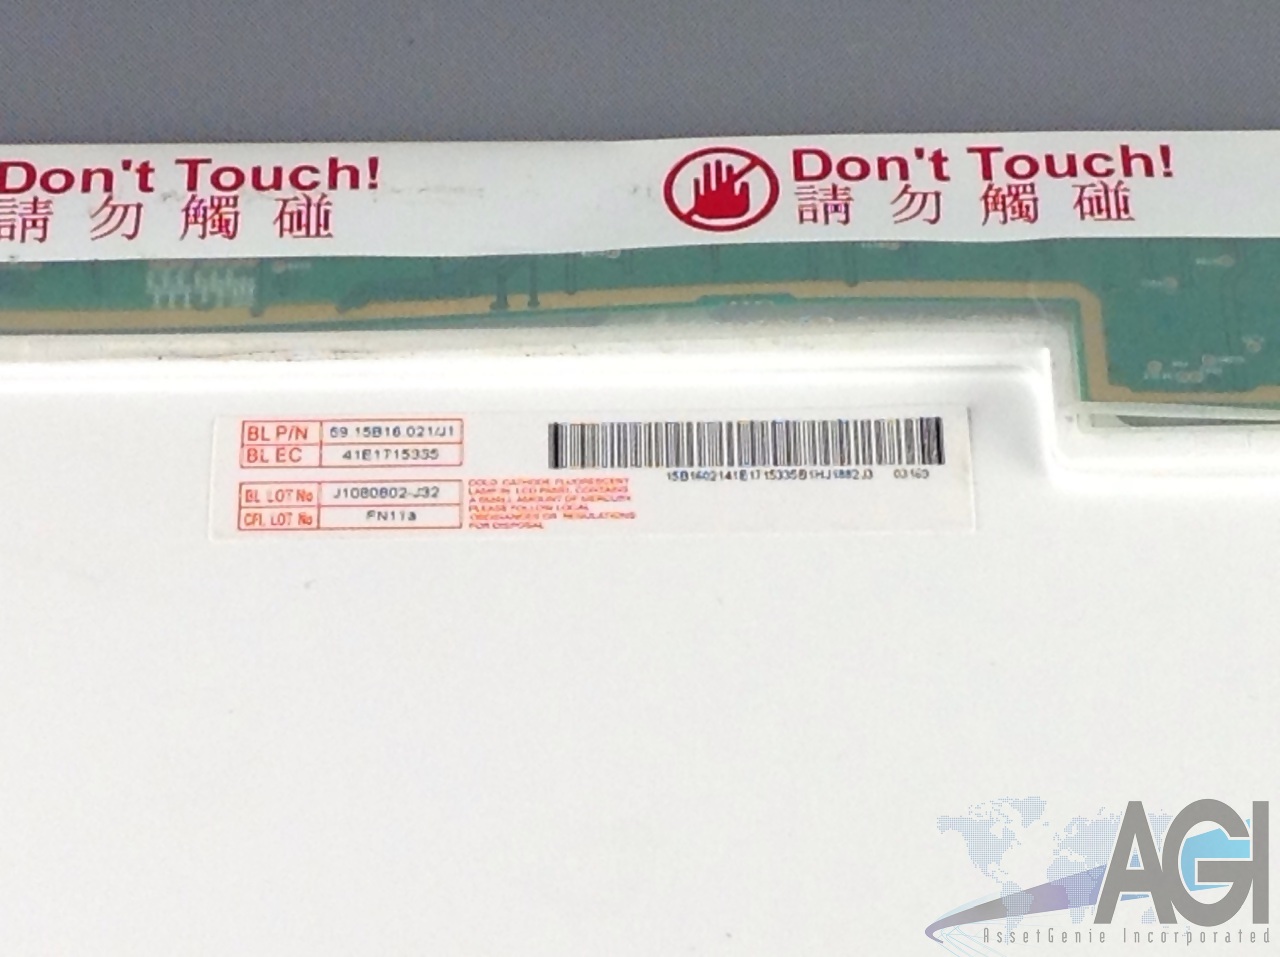 Don't Touch!
請勿觸碰
Don't Touch!
請勿觸碰
BL P/N 69.15B16.021/J1
BL EC 41E1715335
BL LOT No J1080802-J32
CFL LOT No FN11a
COLD CATHODE FLUORESCENT
LAMP IN LCD PANEL CONTAINS
A SMALL AMOUNT OF MERCURY
PLEASE FOLLOW LOCAL
ORDINANCES OR REGULATIONS
FOR DISPOSAL
AGI
AssetGenie Incorporated